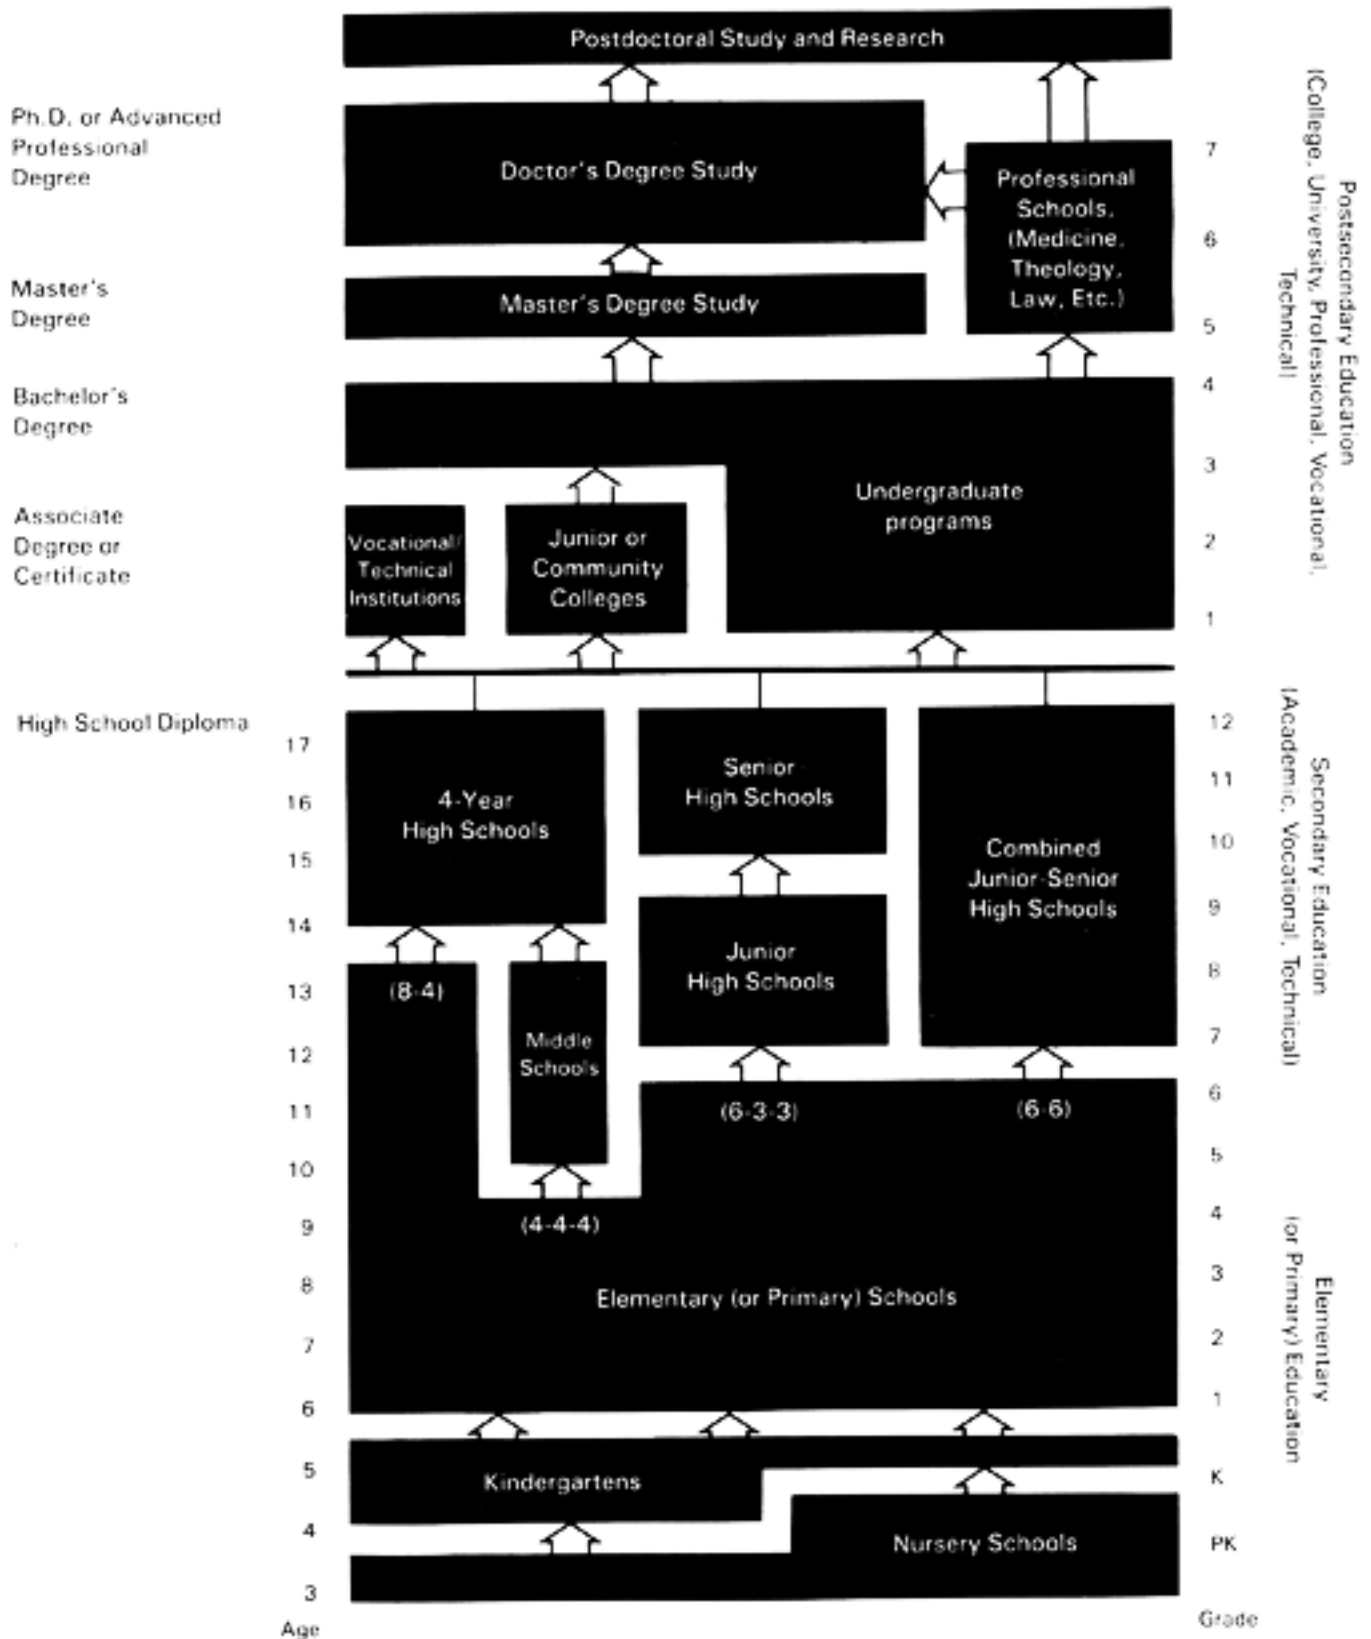 Postdoctoral Study and Research
Ph.D. or Advanced
Professional
Degree
Doctor's Degree Study
Professional
Schools,
(Medicine,
Theology,
Law, Etc.)
7
6
5
Master's
Degree
Master's Degree Study
Bachelor's
Degree
4
3
Undergraduate
programs
Associate
Degree or
Certificate
Vocational/
Technical
Institutions
Junior or
Community
Colleges
2
1
Postsecondary Education
(College, University, Professional, Vocational,
Technical)
High School Diploma
17
16
15
14
13
12
11
10
9
8
7
6
5
4
3
Age
4-Year
High Schools
Senior
High Schools
Combined
Junior-Senior
High Schools
Junior
High Schools
(8-4)
Middle
Schools
(6-3-3)
(6-6)
(4-4-4)
Elementary (or Primary) Schools
Kindergartens
Nursery Schools
12
11
10
9
8
7
6
5
4
3
2
1
K
PK
Grade
Secondary Education
(Academic, Vocational, Technical)
Elementary
(or Primary) Education